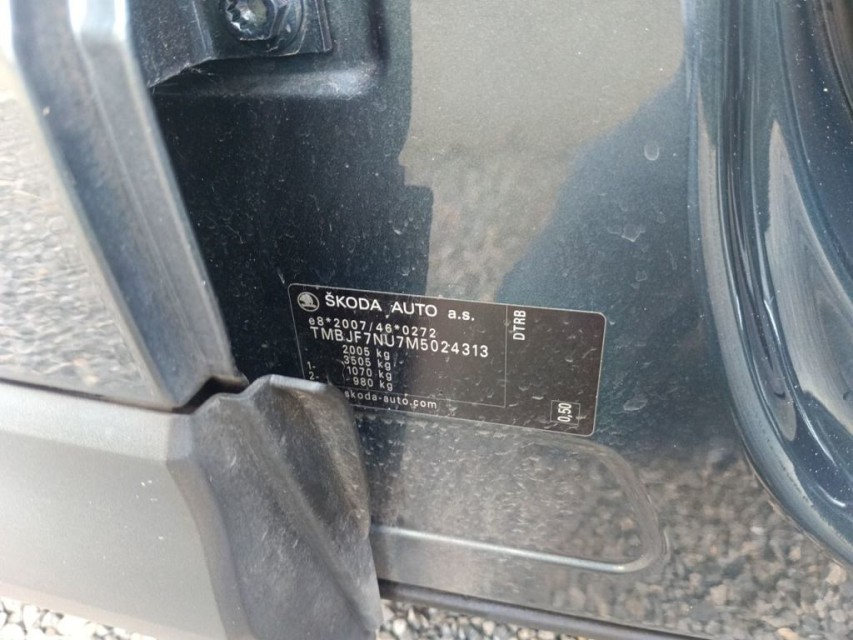 ŠKODA AUTO a.s.
e8*2007/46*0272
TMBJF7NU7M5024313
2005 kg
3505 kg
1- 1070 kg
2- 980 kg
skoda-auto.com
DTRB
0,50